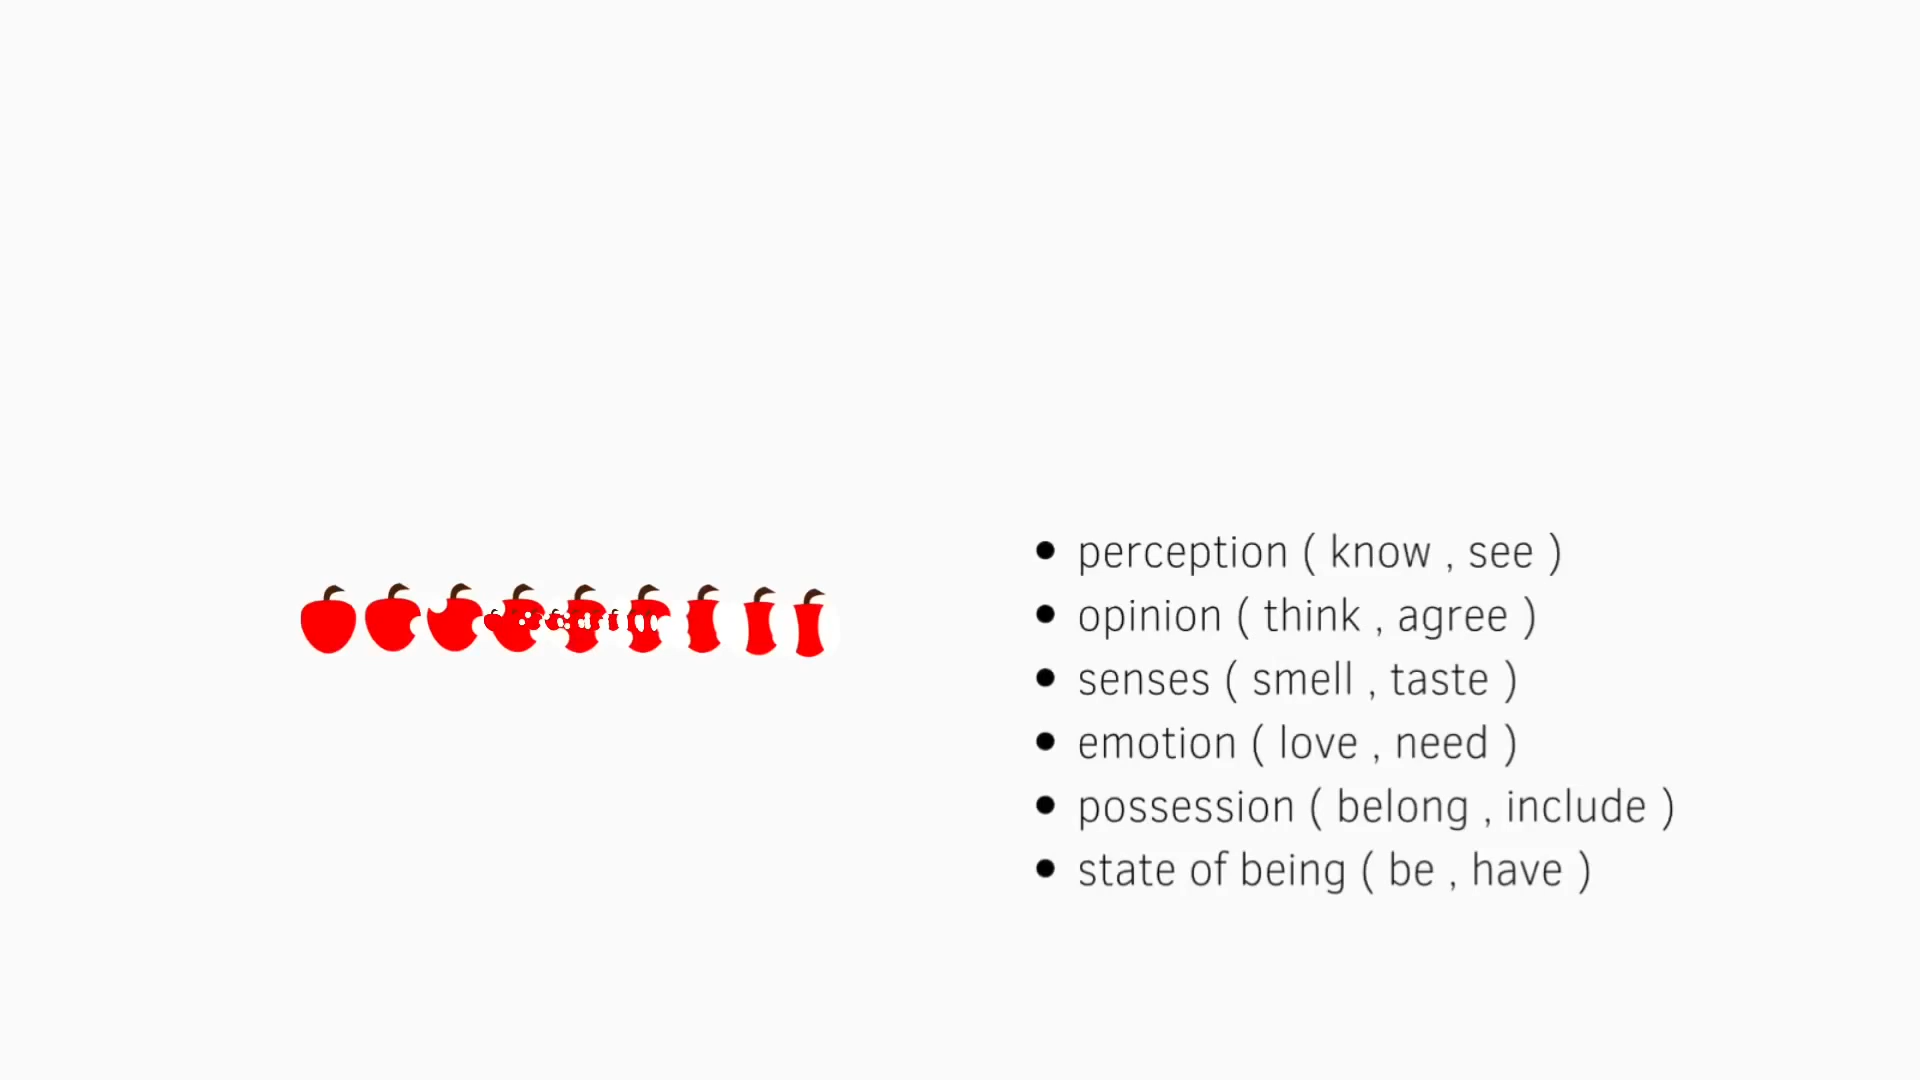 perception ( know , see )
opinion ( think , agree )
senses ( smell , taste )
emotion ( love , need )
possession ( belong , include )
state of being ( be , have )